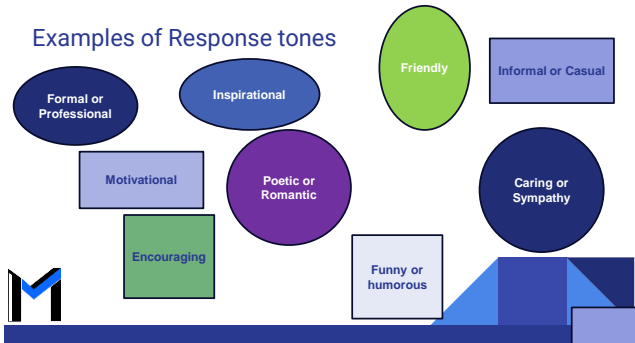 Examples of Response tones
Formal or
Professional
Inspirational
Friendly
Informal or Casual
Motivational
Poetic or
Romantic
Caring or
Sympathy
Encouraging
Funny or
humorous